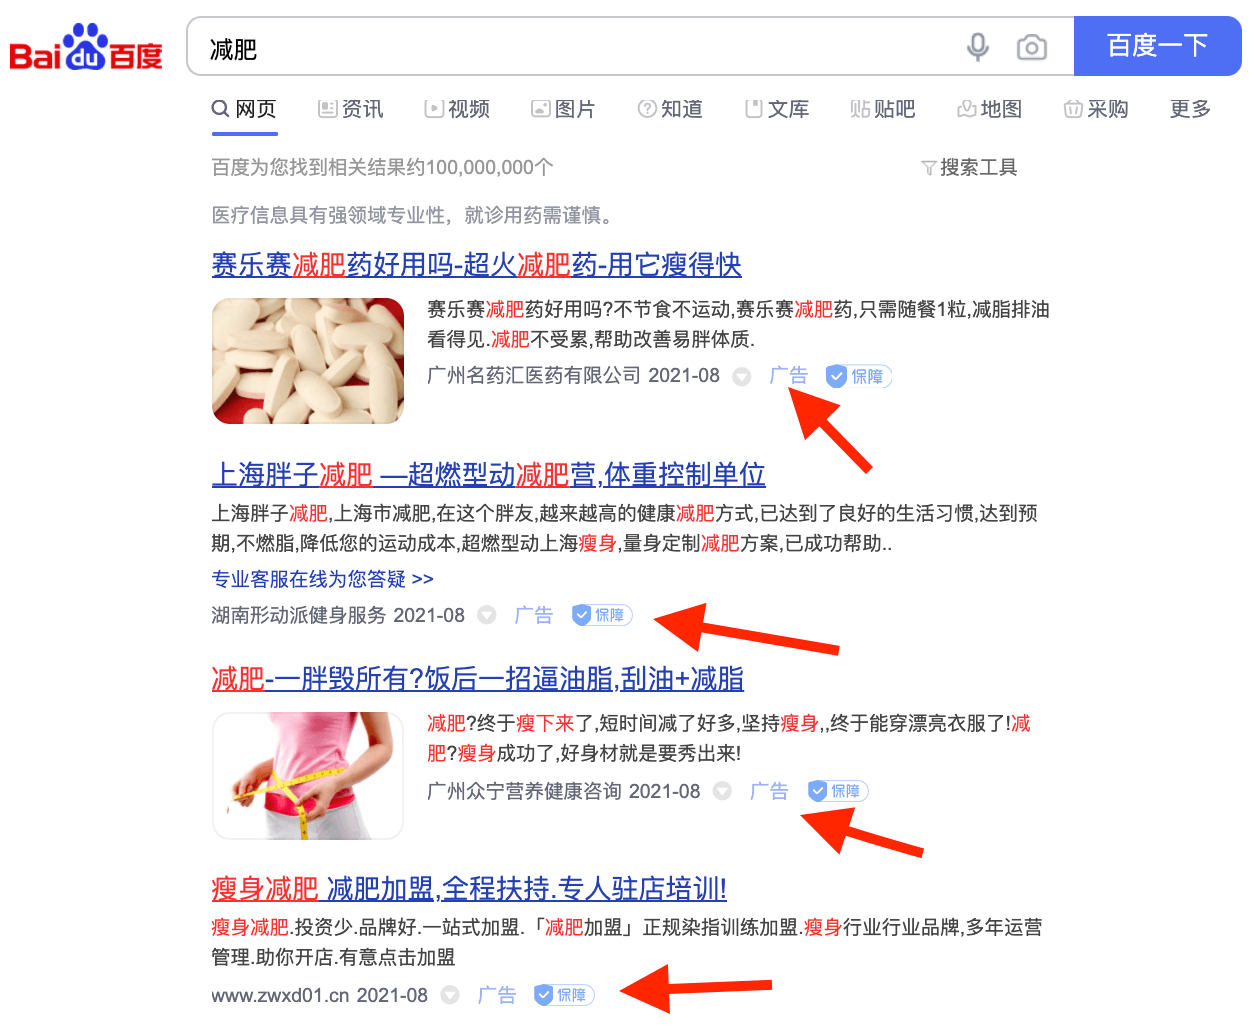 Bai du 百度 减肥 百度一下
网页 资讯 视频 图片 知道 文库 贴 贴吧 地图 采购 更多
百度为您找到相关结果约100,000,000个 搜索工具
医疗信息具有强领域专业性，就诊用药需谨慎。
赛乐赛减肥药好用吗-超火减肥药-用它瘦得快
赛乐赛减肥药好用吗?不节食不运动,赛乐赛减肥药,只需随餐1粒,减脂排油
看得见.减肥不受累,帮助改善易胖体质.
广州名药汇医药有限公司 2021-08 广告 保障
上海胖子减肥 —超燃型动减肥营,体重控制单位
上海胖子减肥,上海市减肥,在这个胖友,越来越高的健康减肥方式,已达到了良好的生活习惯,达到预
期,不燃脂,降低您的运动成本,超燃型动上海瘦身,量身定制减肥方案,已成功帮助..
专业客服在线为您答疑 >>
湖南形动派健身服务 2021-08 广告 保障
减肥-一胖毁所有?饭后一招逼油脂,刮油+减脂
减肥?终于瘦下来了,短时间减了好多,坚持瘦身,,终于能穿漂亮衣服了!减
肥?瘦身成功了,好身材就是要秀出来!
广州众宁营养健康咨询 2021-08 广告 保障
瘦身减肥 减肥加盟,全程扶持.专人驻店培训!
瘦身减肥.投资少.品牌好.一站式加盟.「减肥加盟」正规染指训练加盟.瘦身行业行业品牌,多年运营
管理.助你开店.有意点击加盟
www.zwxd01.cn 2021-08 广告 保障